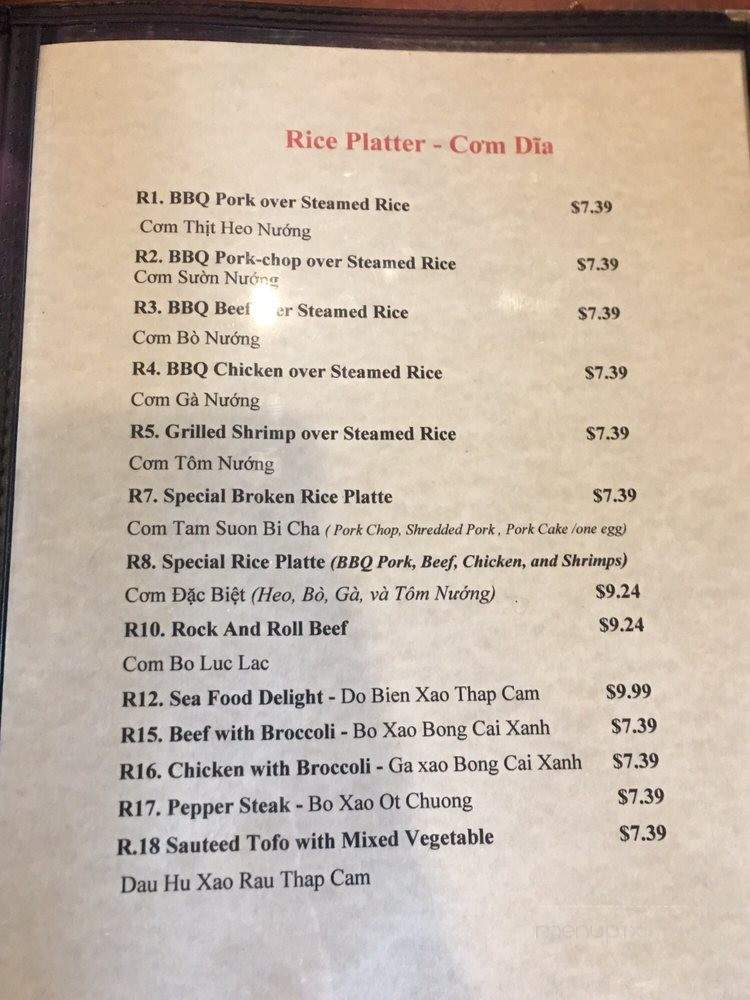 Rice Platter - Cơm Dĩa
R1. BBQ Pork over Steamed Rice $7.39
Cơm Thịt Heo Nướng
R2. BBQ Pork-chop over Steamed Rice $7.39
Cơm Sườn Nướng
R3. BBQ Beef over Steamed Rice $7.39
Cơm Bò Nướng
R4. BBQ Chicken over Steamed Rice $7.39
Cơm Gà Nướng
R5. Grilled Shrimp over Steamed Rice $7.39
Cơm Tôm Nướng
R7. Special Broken Rice Platte $7.39
Com Tam Suon Bi Cha ( Pork Chop, Shredded Pork , Pork Cake /one egg)
R8. Special Rice Platte (BBQ Pork, Beef, Chicken, and Shrimps)
Cơm Đặc Biệt (Heo, Bò, Gà, và Tôm Nướng) $9.24
R10. Rock And Roll Beef $9.24
Com Bo Luc Lac
R12. Sea Food Delight - Do Bien Xao Thap Cam $9.99
R15. Beef with Broccoli - Bo Xao Bong Cai Xanh $7.39
R16. Chicken with Broccoli - Ga xao Bong Cai Xanh $7.39
R17. Pepper Steak - Bo Xao Ot Chuong $7.39
R.18 Sauteed Tofo with Mixed Vegetable $7.39
Dau Hu Xao Rau Thap Cam